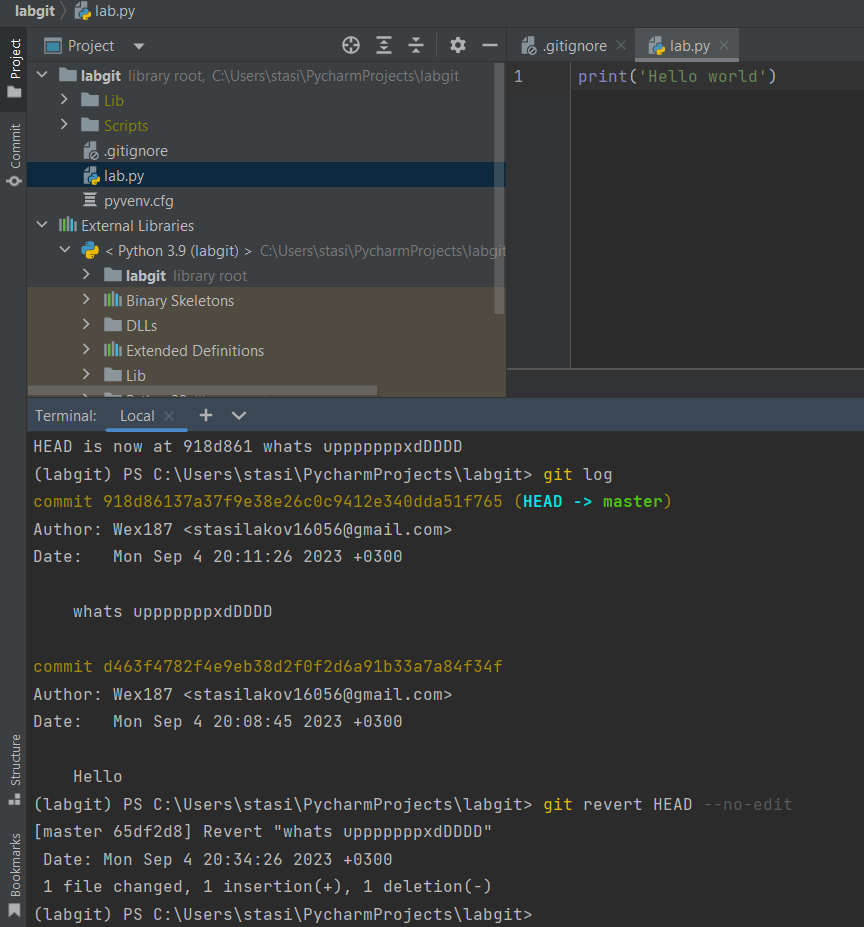 labgit lab.py
Project
Project
.gitignore
lab.py
labgit library root, C:\Users\stasi\PycharmProjects\labgit
1 print('Hello world')
Lib
Scripts
Commit
.gitignore
lab.py
pyvenv.cfg
External Libraries
< Python 3.9 (labgit) > C:\Users\stasi\PycharmProjects\labgit
labgit library root
Binary Skeletons
DLLs
Extended Definitions
Lib
Terminal: Local
HEAD is now at 918d861 whats upppppppxdDDDD
(labgit) PS C:\Users\stasi\PycharmProjects\labgit> git log
commit 918d86137a37f9e38e26c0c9412e340dda51f765 (HEAD -> master)
Author: Wex187 <stasilakov16056@gmail.com>
Date:   Mon Sep 4 20:11:26 2023 +0300
whats upppppppxdDDDD
commit d463f4782f4e9eb38d2f0f2d6a91b33a7a84f34f
Author: Wex187 <stasilakov16056@gmail.com>
Date:   Mon Sep 4 20:08:45 2023 +0300
Structure
Hello
(labgit) PS C:\Users\stasi\PycharmProjects\labgit> git revert HEAD --no-edit
[master 65df2d8] Revert "whats upppppppxdDDDD"
Date: Mon Sep 4 20:34:26 2023 +0300
1 file changed, 1 insertion(+), 1 deletion(-)
Bookmarks
(labgit) PS C:\Users\stasi\PycharmProjects\labgit>